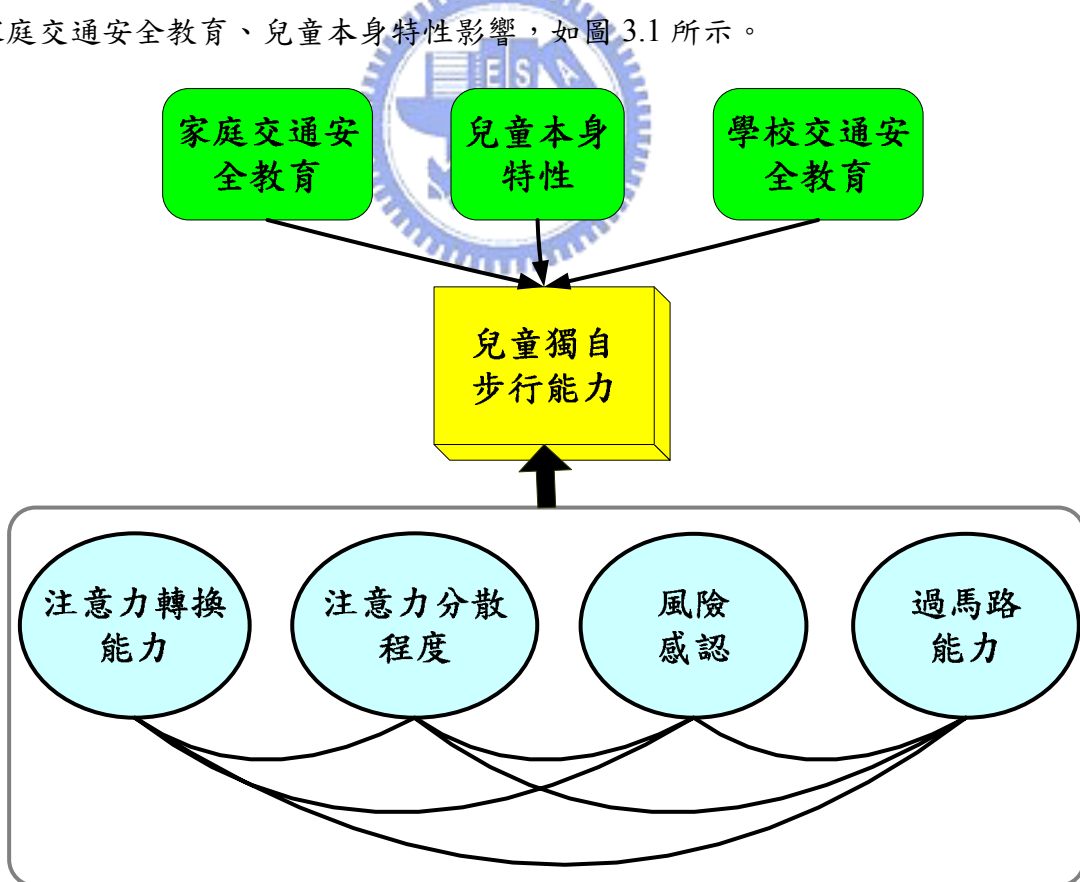 庭交通安全教育、兒童本身特性影響，如圖 3.1 所示。
ESA
家庭交通安
全教育
兒童本身
特性
學校交通安
全教育
兒童獨自
步行能力
注意力轉換
能力
注意力分散
程度
風險
感認
過馬路
能力